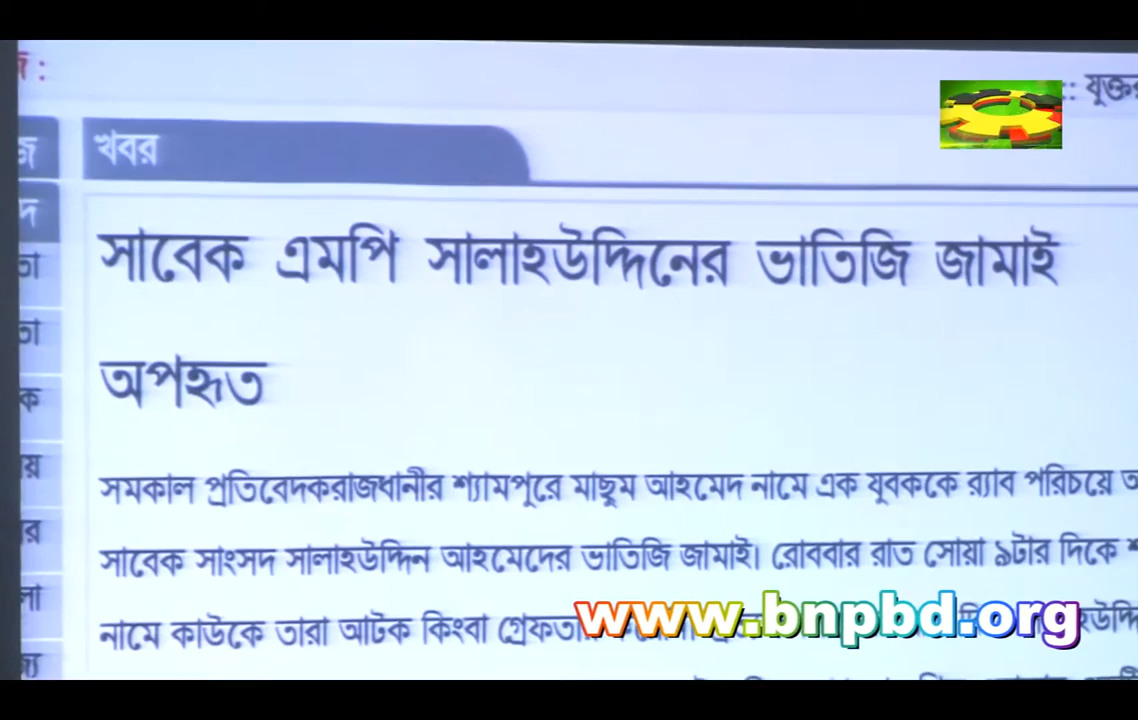 :: যুক্ত
খবর
সাবেক এমপি সালাহউদ্দিনের ভাতিজি জামাই
অপহৃত
সমকাল প্রতিবেদকরাজধানীর শ্যামপুরে মাছুম আহমেদ নামে এক যুবককে র‍্যাব পরিচয়ে
সাবেক সাংসদ সালাহউদ্দিন আহমেদের ভাতিজি জামাই। রোববার রাত সোয়া ৯টার দিকে
নামে কাউকে তারা আটক কিংবা
www.bnpbd.org